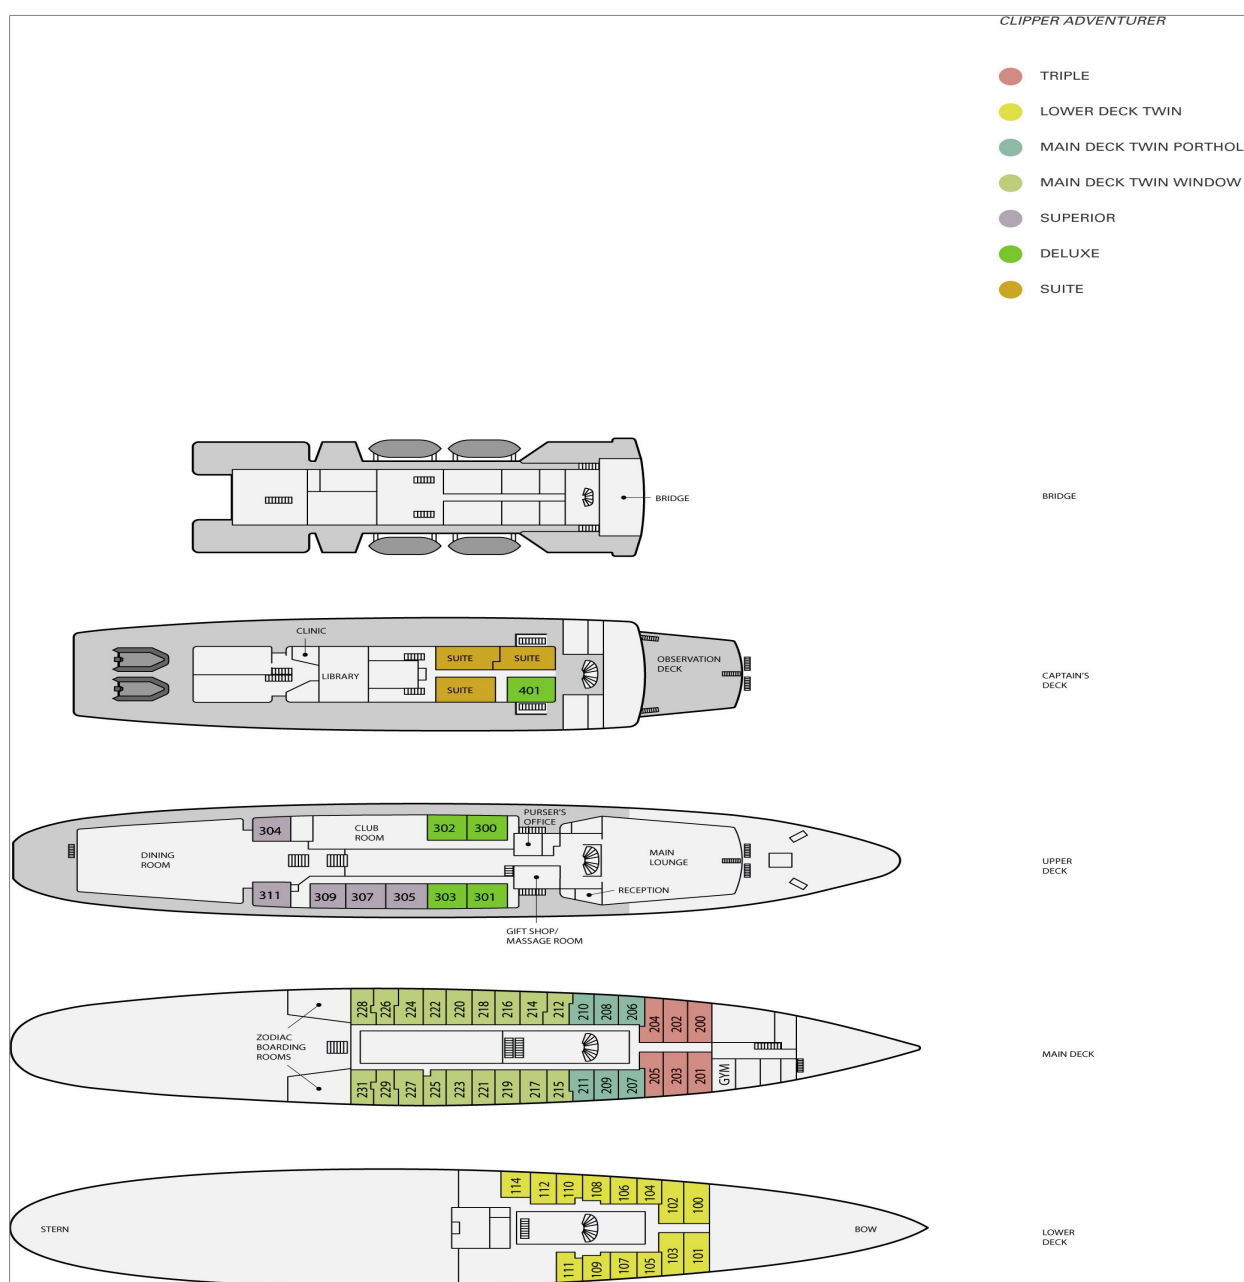 CLIPPER ADVENTURER
TRIPLE
LOWER DECK TWIN
MAIN DECK TWIN PORTHOL
MAIN DECK TWIN WINDOW
SUPERIOR
DELUXE
SUITE
BRIDGE
BRIDGE
CLINIC
LIBRARY
SUITE
SUITE
SUITE
401
OBSERVATION
DECK
CAPTAIN'S
DECK
PURSER'S
OFFICE
304
CLUB
ROOM
302
300
DINING
ROOM
MAIN
LOUNGE
UPPER
DECK
311
309
307
305
303
301
RECEPTION
GIFT SHOP/
MASSAGE ROOM
228
226
224
222
220
218
216
214
212
210
208
206
204
202
200
ZODIAC
BOARDING
ROOMS
MAIN DECK
231
229
227
225
223
221
219
217
215
211
209
207
205
203
201
GYM
114
112
110
108
106
104
102
100
STERN
BOW
LOWER
DECK
111
109
107
105
103
101